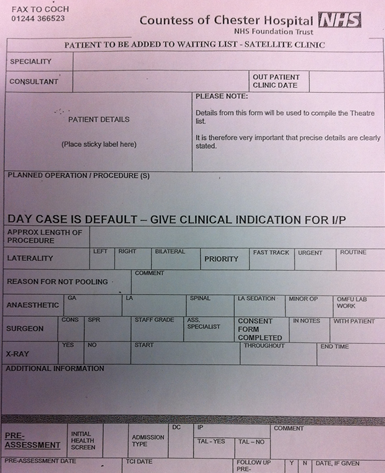 FAX TO COCH
01244 366523
Countess of Chester Hospital NHS
NHS Foundation Trust
PATIENT TO BE ADDED TO WAITING LIST - SATELLITE CLINIC
SPECIALITY
CONSULTANT
OUT PATIENT
CLINIC DATE
PATIENT DETAILS
(Place sticky label here)
PLEASE NOTE:
Details from this form will be used to compile the Theatre
list.
It is therefore very important that precise details are clearly
stated.
PLANNED OPERATION / PROCEDURE (S)
DAY CASE IS DEFAULT – GIVE CLINICAL INDICATION FOR I/P
APPROX LENGTH OF
PROCEDURE
LATERALITY LEFT RIGHT BILATERAL PRIORITY FAST TRACK URGENT ROUTINE
REASON FOR NOT POOLING COMMENT
ANAESTHETIC GA LA SPINAL LA SEDATION MINOR OP OMFU LAB
WORK
SURGEON CONS SPR STAFF GRADE ASS.
SPECIALIST CONSENT
FORM
COMPLETED IN NOTES WITH PATIENT
X-RAY YES NO START THROUGHOUT END TIME
ADDITIONAL INFORMATION
PRE-
ASSESSMENT INITIAL
HEALTH
SCREEN ADMISSION
TYPE DC IP COMMENT
TAL - YES TAL – NO
PRE-ASSESSMENT DATE TCI DATE FOLLOW UP
PRE- Y N DATE, IF GIVEN